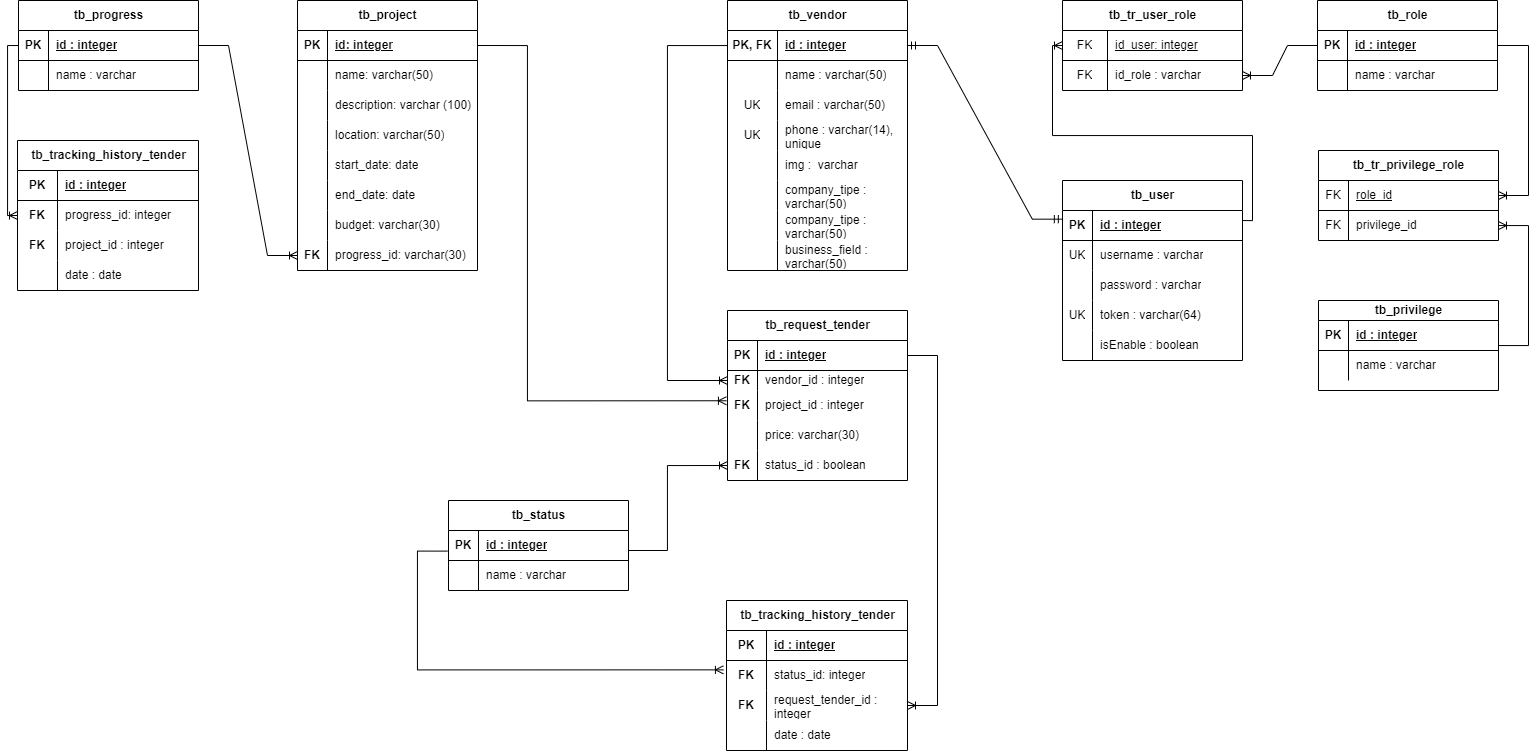 tb_progress
PK id : integer
name : varchar
tb_tracking_history_tender
PK id : integer
FK progress_id: integer
FK project_id : integer
date : date
tb_project
PK id: integer
name: varchar(50)
description: varchar (100)
location: varchar(50)
start_date: date
end_date: date
budget: varchar(30)
FK progress_id: varchar(30)
tb_vendor
PK, FK id : integer
name : varchar(50)
UK email : varchar(50)
UK phone : varchar(14),
unique
img :  varchar
company_tipe :
varchar(50)
company_tipe :
varchar(50)
business_field :
varchar(50)
tb_request_tender
PK id : integer
FK vendor_id : integer
FK project_id : integer
price: varchar(30)
FK status_id : boolean
tb_status
PK id : integer
name : varchar
tb_tracking_history_tender
PK id : integer
FK status_id: integer
FK request_tender_id :
integer
date : date
tb_tr_user_role
FK id_user: integer
FK id_role : varchar
tb_user
PK id : integer
UK username : varchar
password : varchar
UK token : varchar(64)
isEnable : boolean
tb_role
PK id : integer
name : varchar
tb_tr_privilege_role
FK role_id
FK privilege_id
tb_privilege
PK id : integer
name : varchar